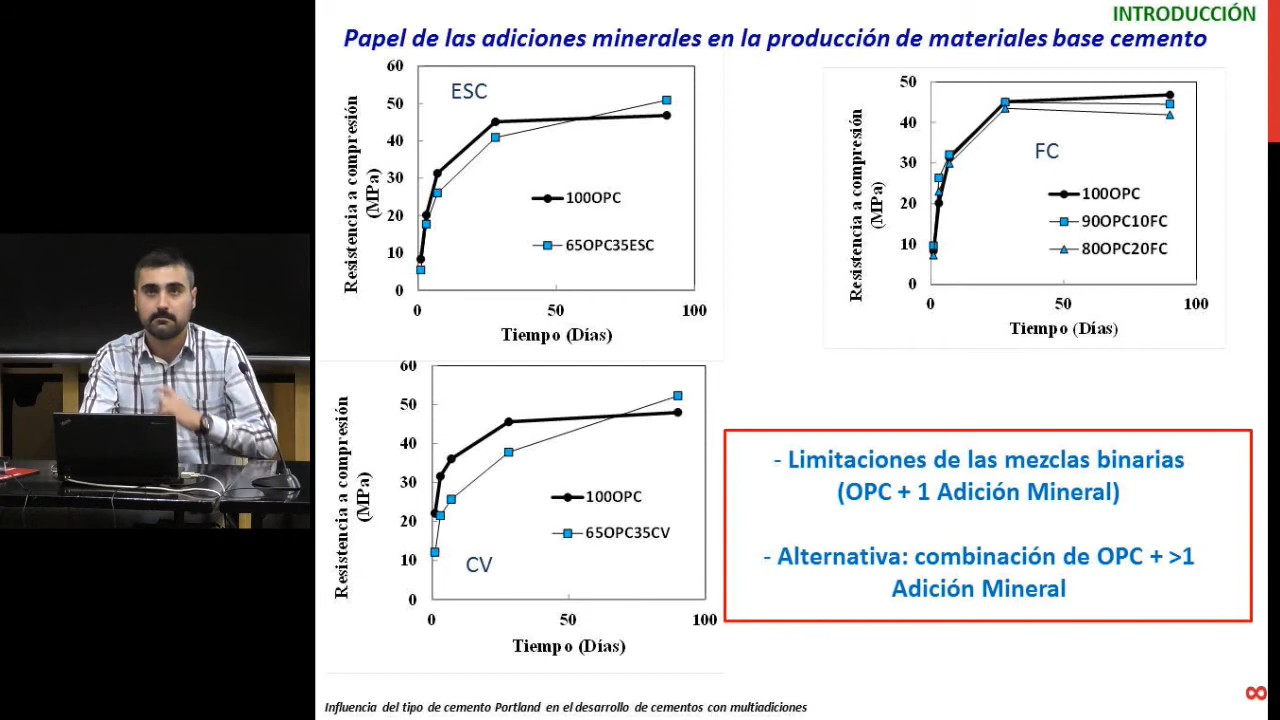 INTRODUCCIÓN
Papel de las adiciones minerales en la producción de materiales base cemento
60
50
40
30
20
10
0
0
50
100
Resistencia a compresión
(MPa)
ESC
100OPC
65OPC35ESC
Tiempo (Días)
50
40
30
20
10
0
0
50
100
Resistencia a compresión
(MPa)
FC
100OPC
90OPC10FC
80OPC20FC
Tiempo (Días)
60
50
40
30
20
10
0
0
50
100
Resistencia a compresión
(MPa)
100OPC
65OPC35CV
CV
Tiempo (Días)
- Limitaciones de las mezclas binarias
(OPC + 1 Adición Mineral)
- Alternativa: combinación de OPC + >1
Adición Mineral
Influencia del tipo de cemento Portland en el desarrollo de cementos con multiadiciones
8